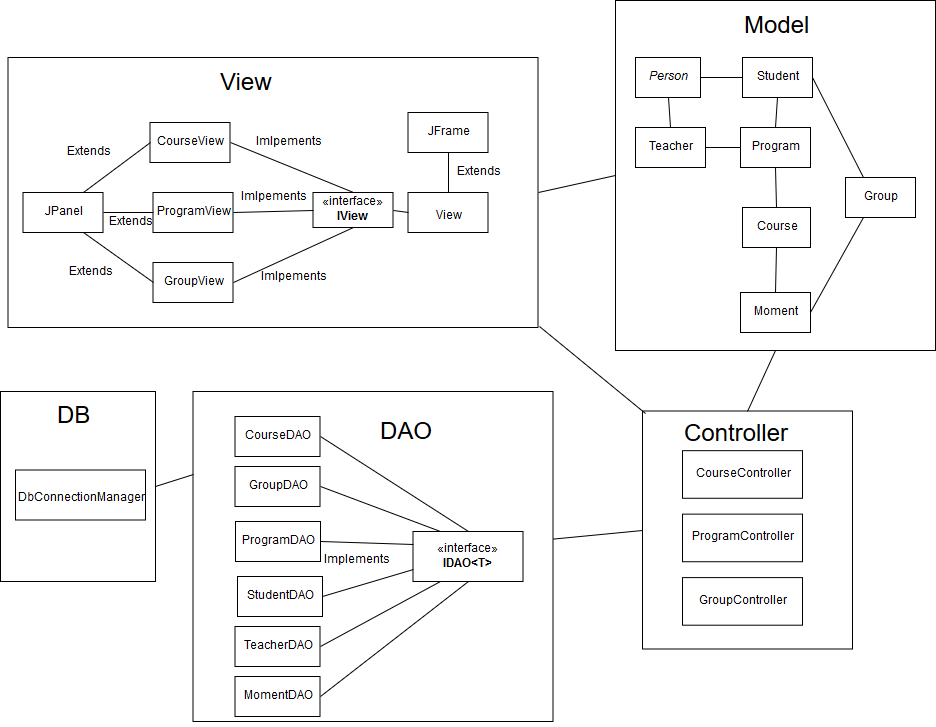 Model
View
Person
Student
JFrame
CourseView
Imlpements
Extends
Teacher
Program
Extends
Imlpements
«interface»
IView
JPanel
Extends
ProgramView
View
Group
Course
Extends
GroupView
Imlpements
Moment
DB
DAO
Controller
CourseDAO
CourseController
GroupDAO
DbConnectionManager
ProgramDAO
Implements
«interface»
IDAO<T>
ProgramController
StudentDAO
GroupController
TeacherDAO
MomentDAO